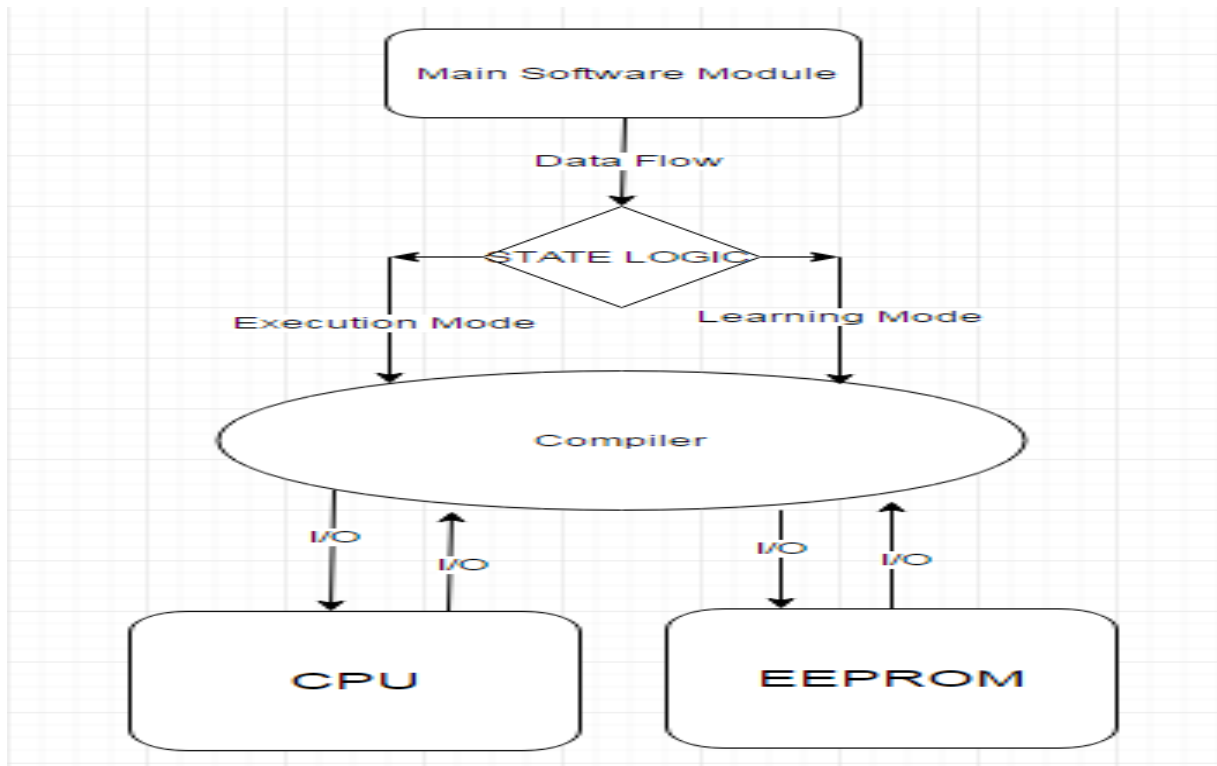 Main Software Module
Data Flow
STATE LOGIC
Execution Mode
Learning Mode
Compiler
I/O
I/O
I/O
I/O
CPU
EEPROM